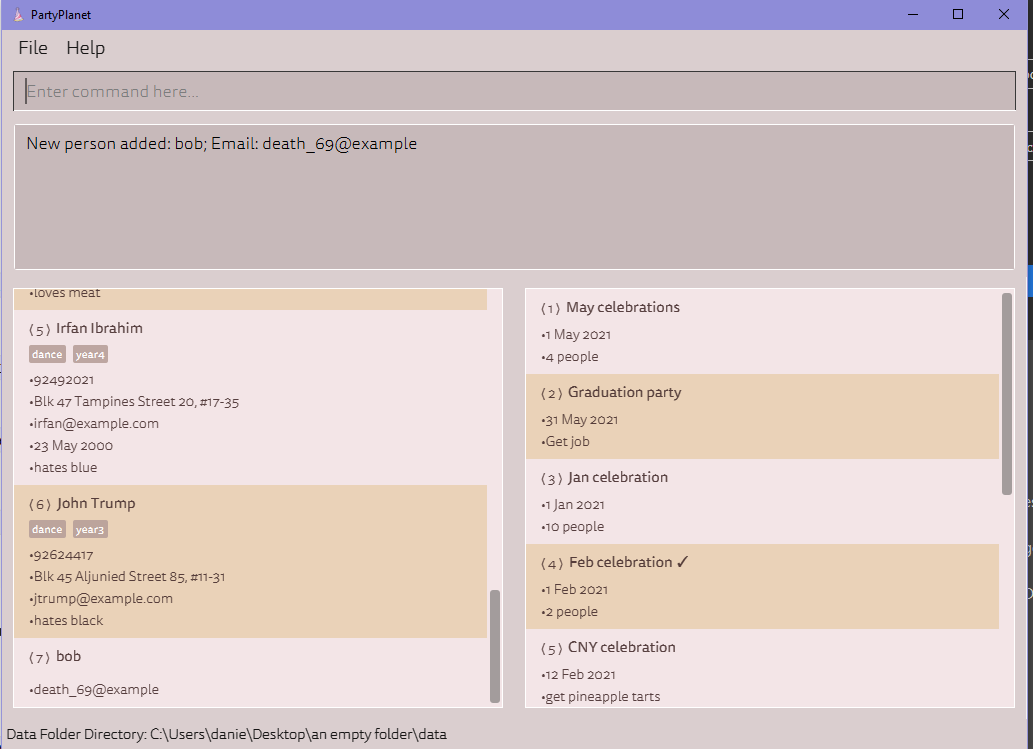 PartyPlanet
File Help
Enter command here...
New person added: bob; Email: death_69@example
•loves meat
(5) Irfan Ibrahim
dance year4
•92492021
•Blk 47 Tampines Street 20, #17-35
•irfan@example.com
•23 May 2000
•hates blue
(6) John Trump
dance year3
•92624417
•Blk 45 Aljunied Street 85, #11-31
•jtrump@example.com
•hates black
(7) bob
•death_69@example
(1) May celebrations
•1 May 2021
•4 people
(2) Graduation party
•31 May 2021
•Get job
(3) Jan celebration
•1 Jan 2021
•10 people
(4) Feb celebration ✓
•1 Feb 2021
•2 people
(5) CNY celebration
•12 Feb 2021
•get pineapple tarts
Data Folder Directory: C:\Users\danie\Desktop\an empty folder\data